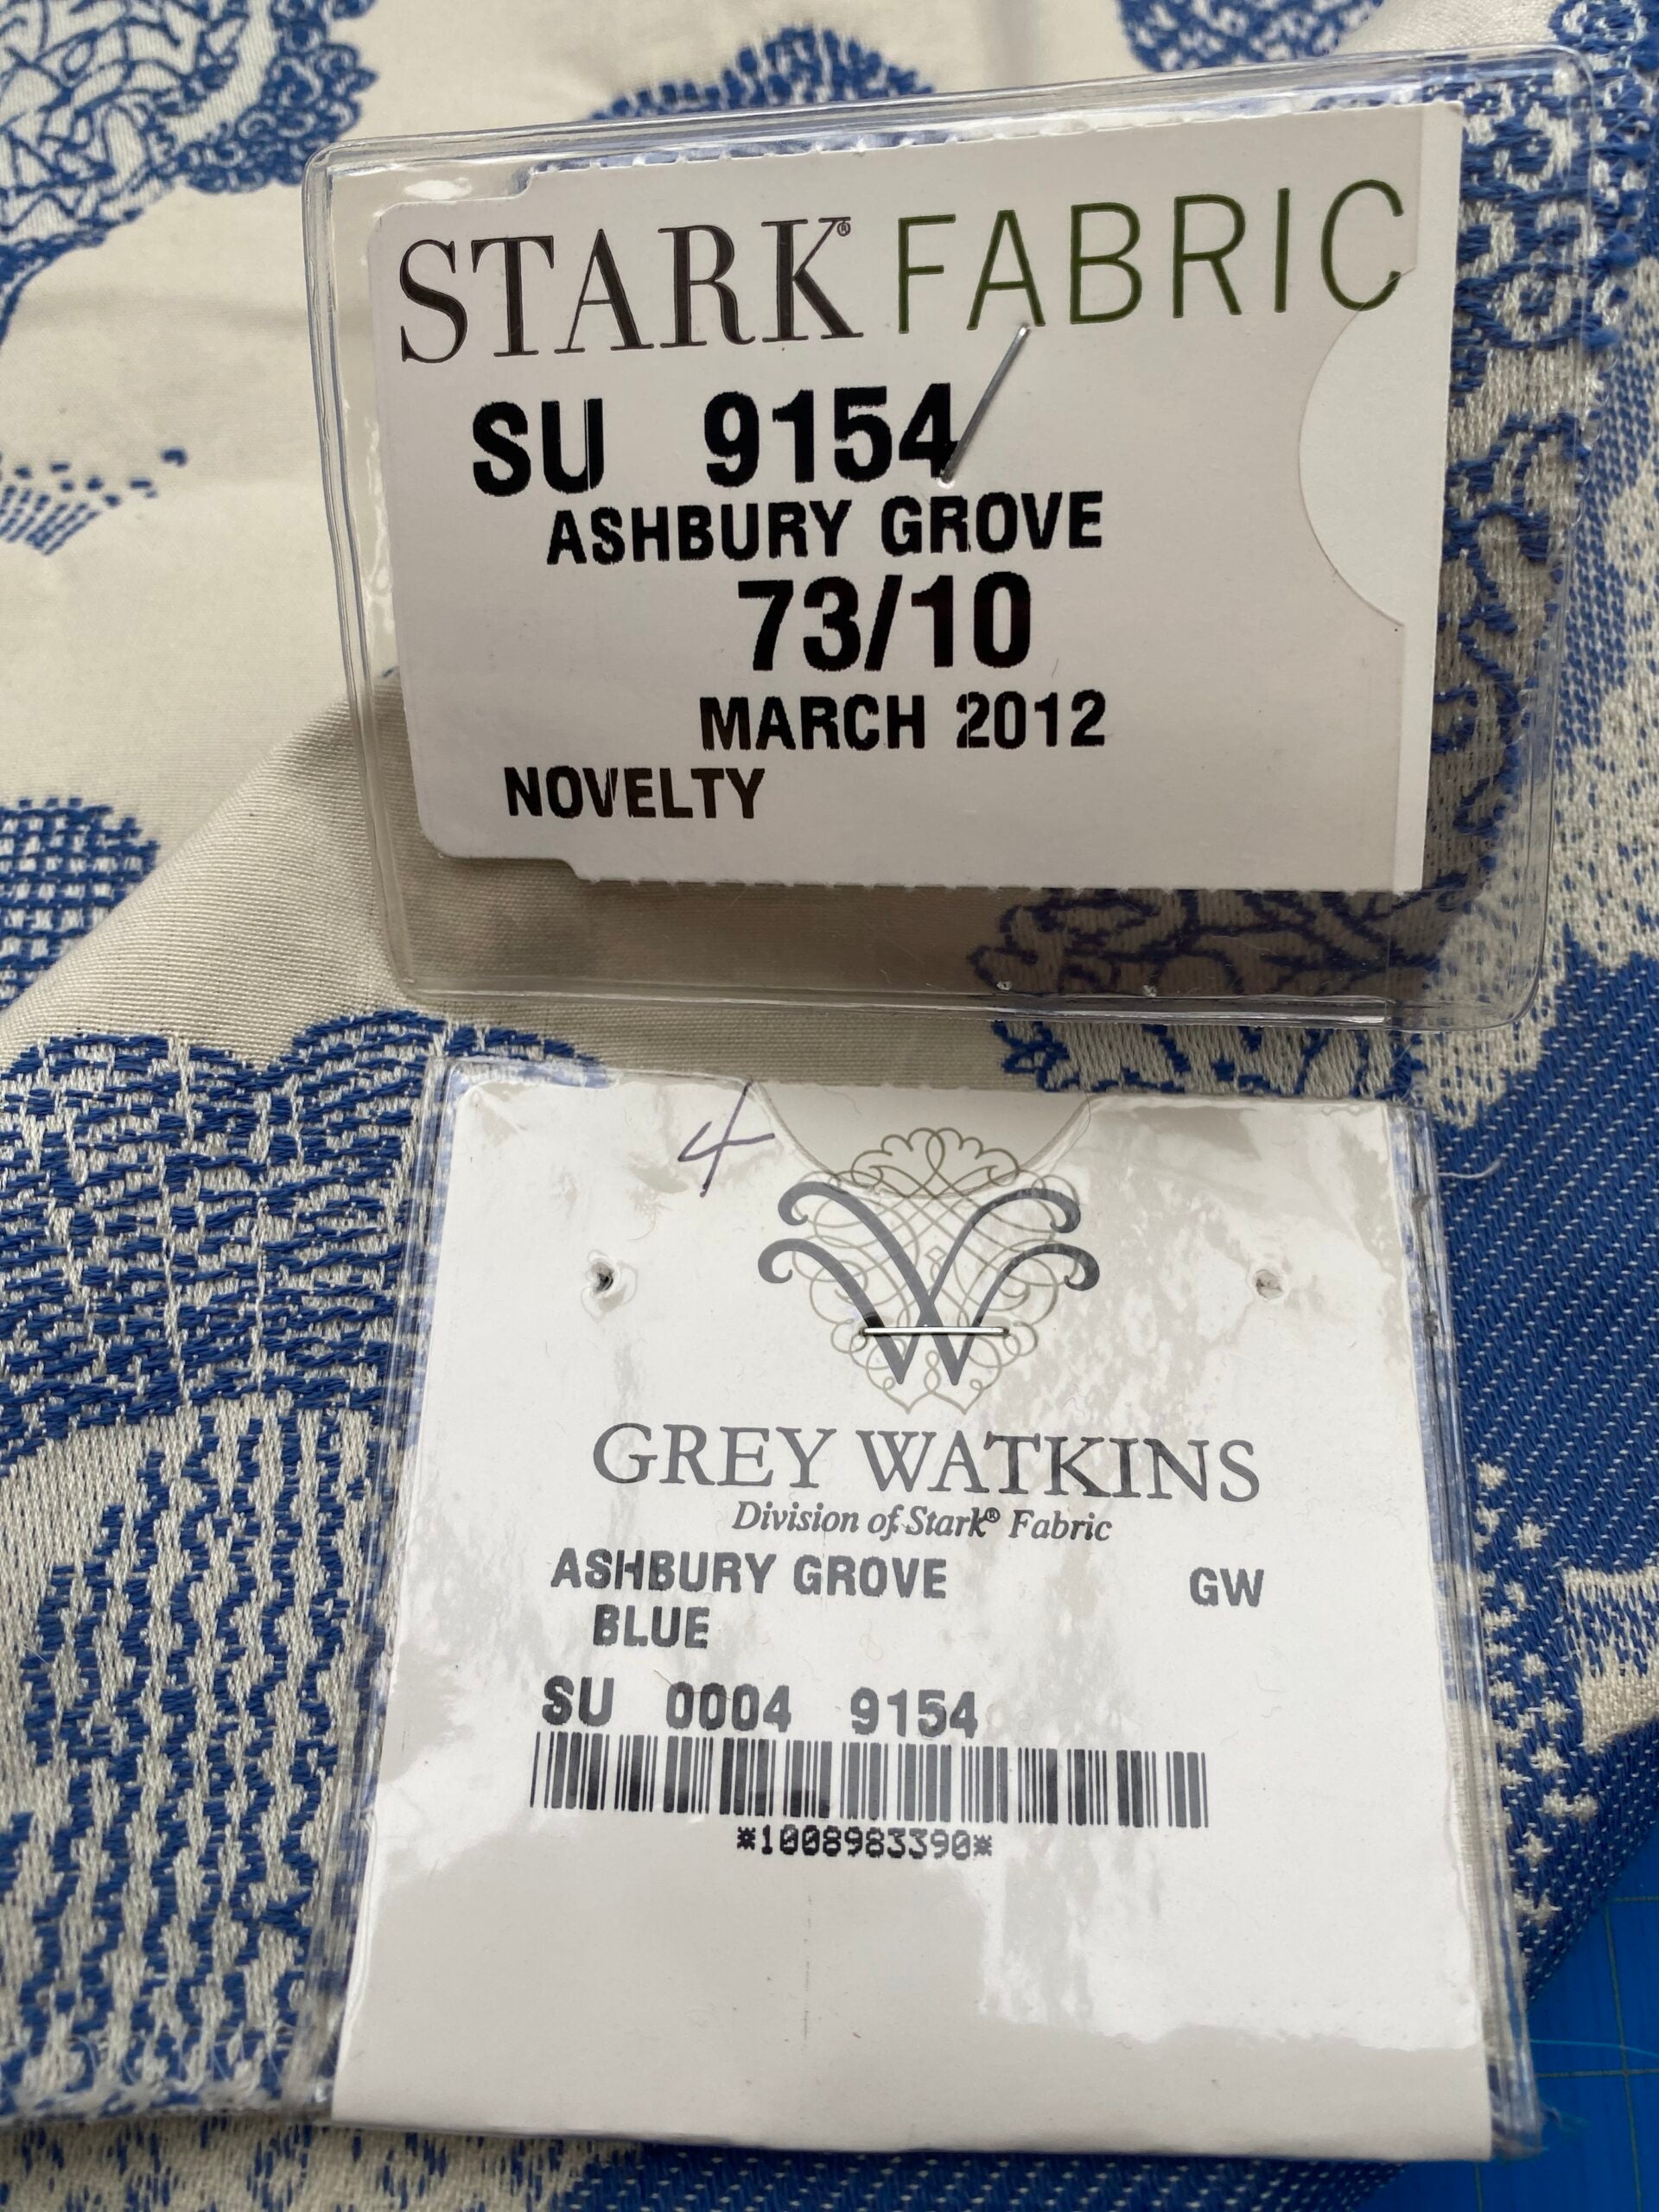 STARK® FABRIC
SU 9154
ASHBURY GROVE
73/10
MARCH 2012
NOVELTY
4
W
GREY WATKINS
Division of Stark® Fabric
ASHBURY GROVE GW
BLUE
SU 0004 9154
*1008983390*